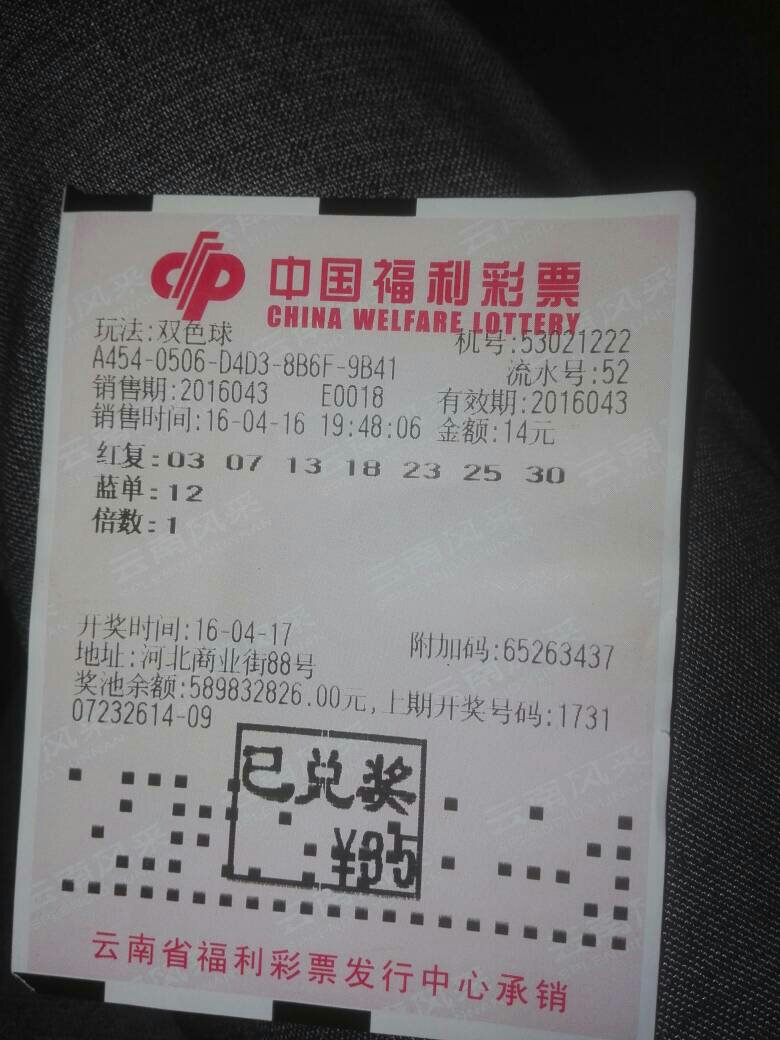 中国福利彩票
CHINA WELFARE LOTTERY
玩法:双色球 机号:53021222
A454-0506-D4D3-8B6F-9B41 流水号:52
销售期:2016043 E0018 有效期:2016043
销售时间:16-04-16 19:48:06 金额:14元
红复:03 07 13 18 23 25 30
蓝单:12
倍数:1
开奖时间:16-04-17 附加码:65263437
地址:河北商业街88号
奖池余额:589832826.00元,上期开奖号码:1731
07232614-09
已兑奖
¥35
云南省福利彩票发行中心承销